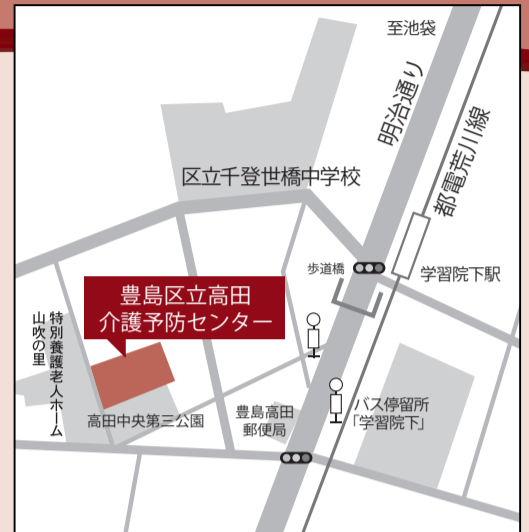 至池袋
明治通り
都電荒川線
区立千登世橋中学校
歩道橋
学習院下駅
豊島区立高田
介護予防センター
特別養護老人ホーム
山吹の里
高田中央第三公園
豊島高田
郵便局
バス停留所
「学習院下」